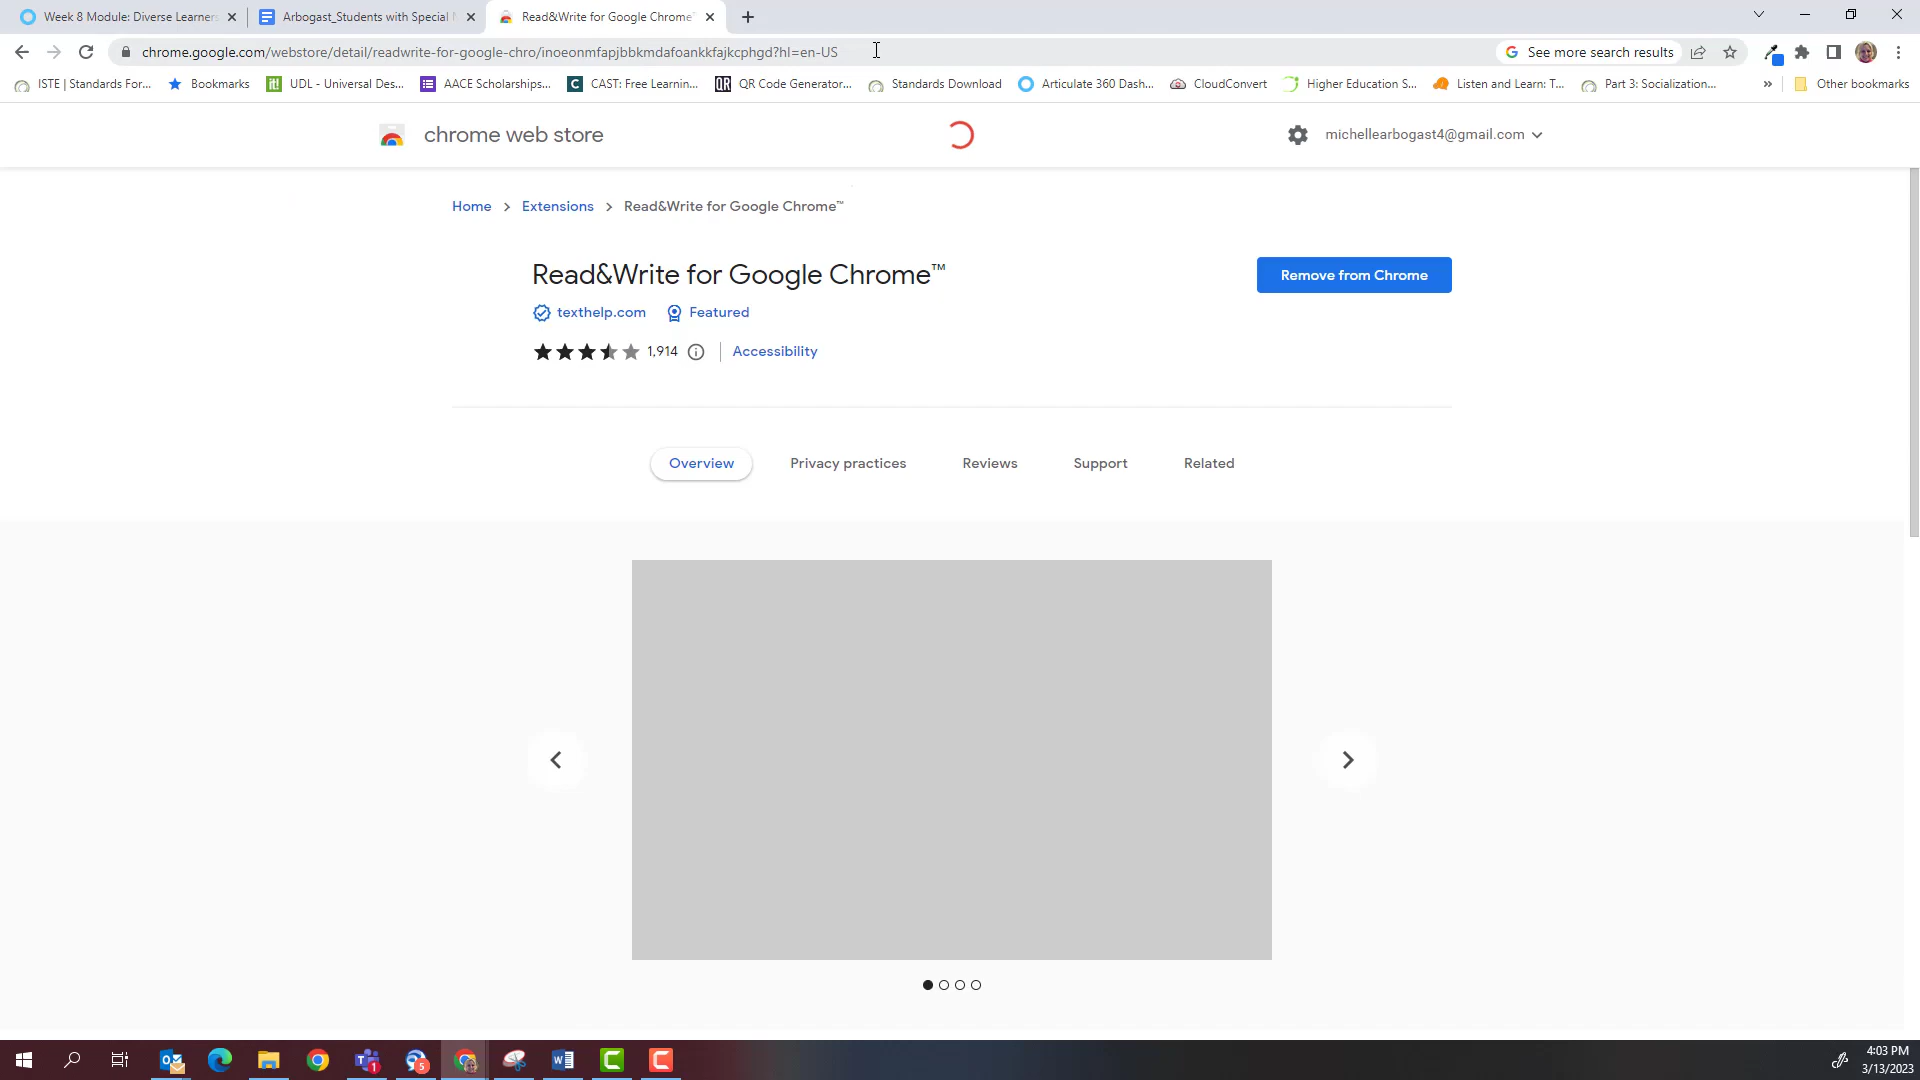 Week 8 Module: Diverse Learners
Arbogast_Students with Special
Read&Write for Google Chrome™
chrome.google.com/webstore/detail/readwrite-for-google-chro/inoeonmfapjbbkmdafoankkfajkcphgd?hl=en-US
See more search results
ISTE | Standards For...
Bookmarks
UDL - Universal Des...
AACE Scholarships...
CAST: Free Learnin...
QR Code Generator...
Standards Download
Articulate 360 Dash...
CloudConvert
Higher Education S...
Listen and Learn: T...
Part 3: Socialization...
»
Other bookmarks
chrome web store
michellearbogast4@gmail.com
Home
Extensions
Read&Write for Google Chrome™
Read&Write for Google Chrome™
Remove from Chrome
texthelp.com
Featured
1,914
Accessibility
Overview
Privacy practices
Reviews
Support
Related
4:03 PM
3/13/2023